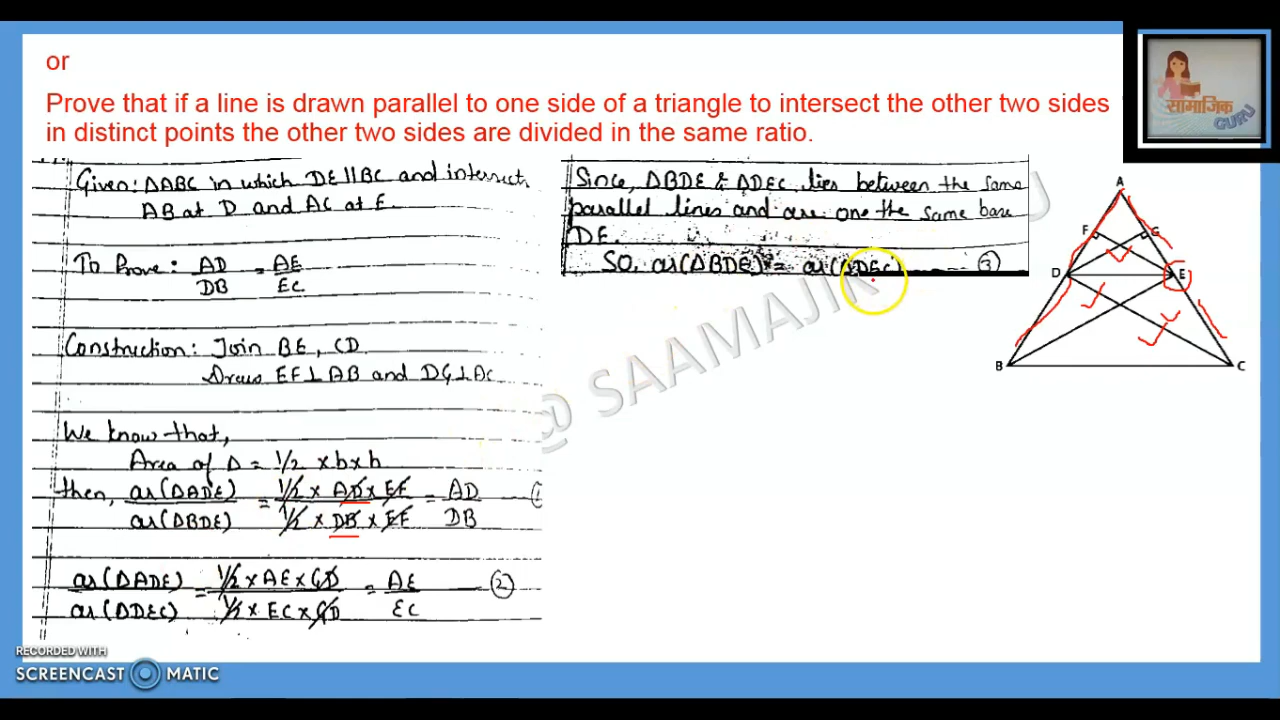 or
Prove that if a line is drawn parallel to one side of a triangle to intersect the other two sides
in distinct points the other two sides are divided in the same ratio.
सामाजिक
GURU
Given: ΔABC in which DE||BC and intersect
AB at D and AC at E.
To Prove: AD/DB = AE/EC
Construction: Join BE, CD
Draw EF⊥AB and DG⊥AC
We know that,
Area of Δ = 1/2 × b × h
then, ar(ΔADE)/ar(ΔBDE) = 1/2 × AD × EF / 1/2 × DB × EF = AD/DB — ①
ar(ΔADE)/ar(ΔDEC) = 1/2 × AE × GD / 1/2 × EC × GD = AE/EC — ②
Since, ΔBDE & ΔDEC lies between the same
parallel lines and are one the same base
DE.
So, ar(ΔBDE) = ar(ΔDEC) — ③
A
F
G
D
E
B
C
@ SAAMAJIK
U
RECORDED WITH
SCREENCAST MATIC